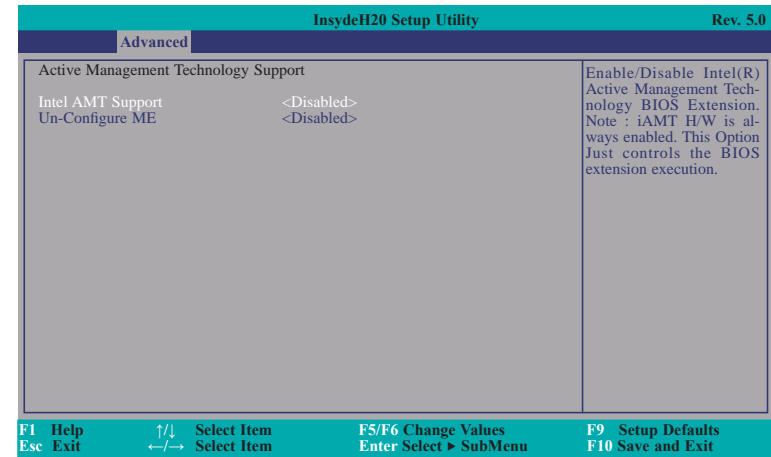 InsydeH20 Setup Utility Rev. 5.0
Advanced
Active Management Technology Support
Intel AMT Support <Disabled>
Un-Configure ME <Disabled>
Enable/Disable Intel(R)
Active Management Tech-
nology BIOS Extension.
Note : iAMT H/W is al-
ways enabled. This Option
Just controls the BIOS
extension execution.
F1 Help ↑/↓ Select Item F5/F6 Change Values F9 Setup Defaults
Esc Exit ←/→ Select Item Enter Select ► SubMenu F10 Save and Exit